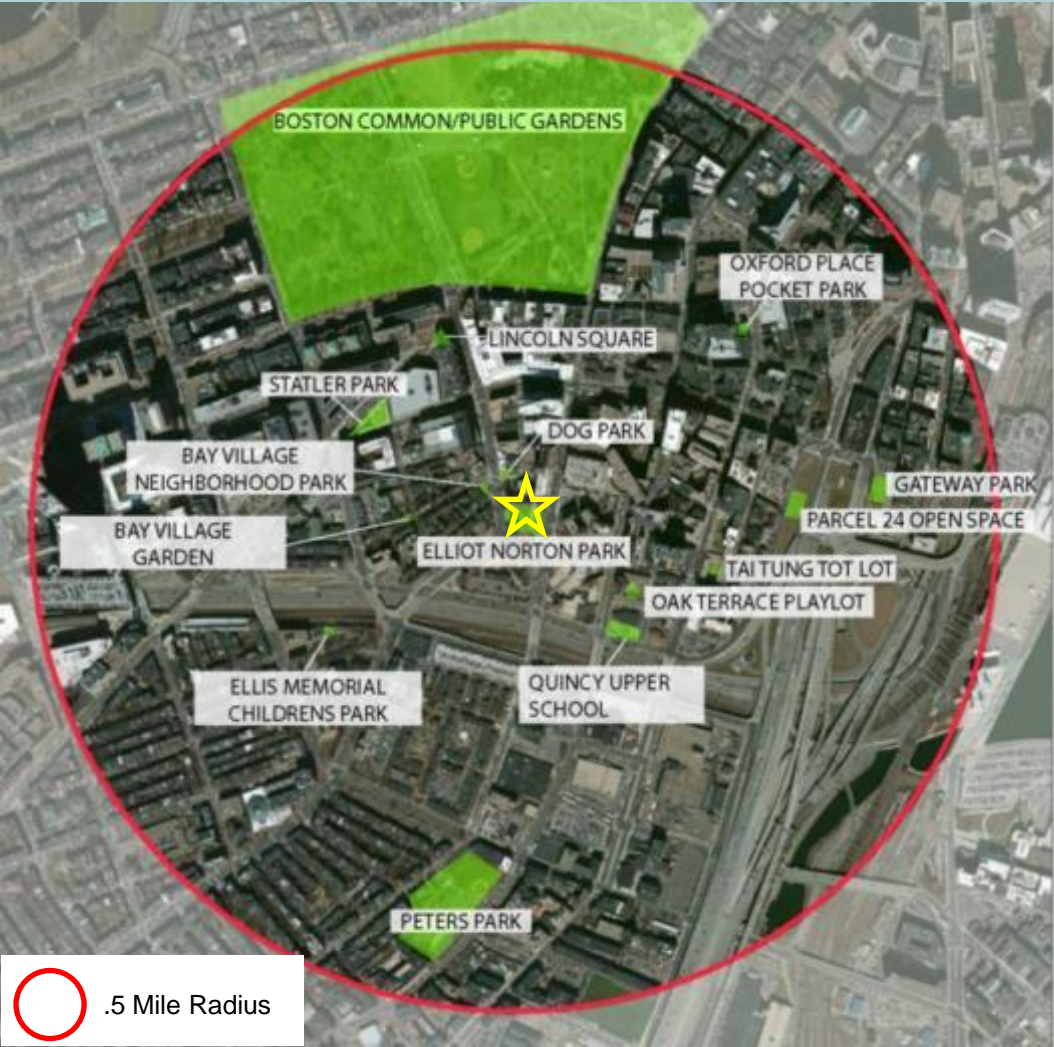 BOSTON COMMON/PUBLIC GARDENS
OXFORD PLACE
POCKET PARK
LINCOLN SQUARE
STATLER PARK
DOG PARK
BAY VILLAGE
NEIGHBORHOOD PARK
GATEWAY PARK
PARCEL 24 OPEN SPACE
BAY VILLAGE
GARDEN
ELLIOT NORTON PARK
TAI TUNG TOT LOT
OAK TERRACE PLAYLOT
ELLIS MEMORIAL
CHILDRENS PARK
QUINCY UPPER
SCHOOL
PETERS PARK
.5 Mile Radius